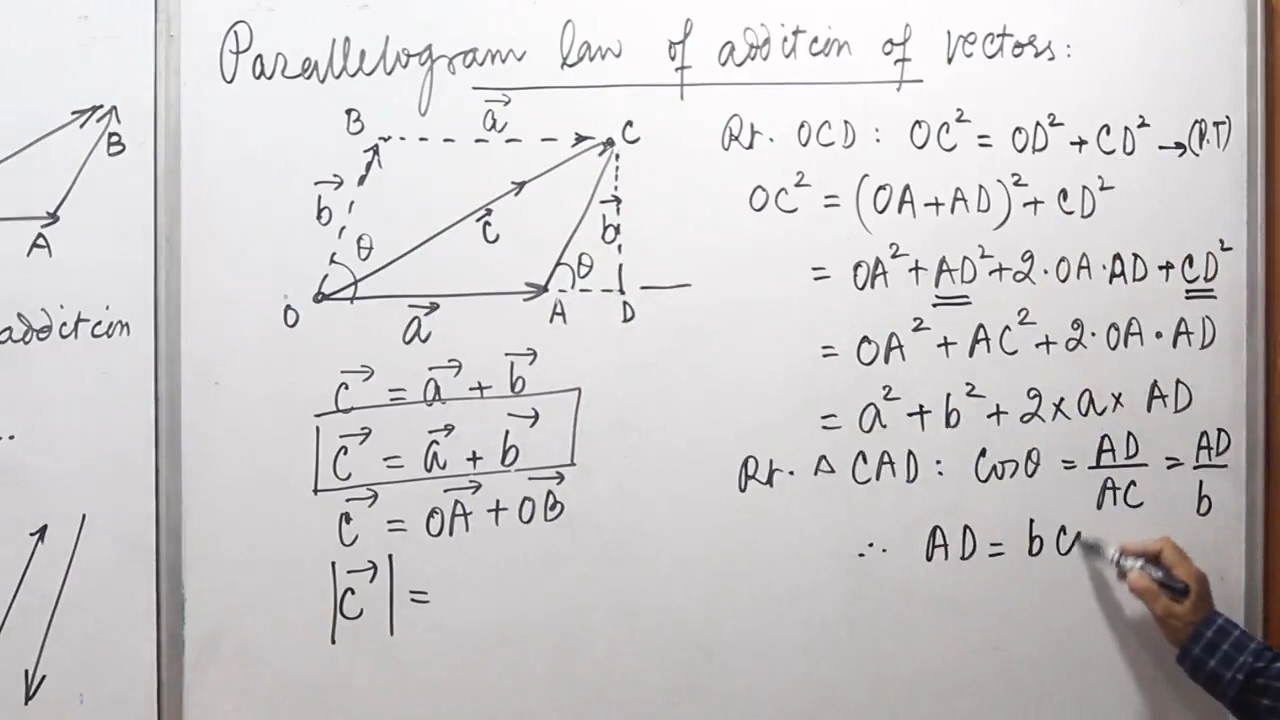 Parallelogram law of additcin of vectors:
B
A
additcin
B
a⃗
C
b⃗
θ
c⃗
b⃗
θ
O
a⃗
A
D
c⃗ = a⃗ + b⃗
c⃗ = a⃗ + b⃗
c⃗ = OA⃗ + OB⃗
|c⃗| =
Rt. OCD: OC² = OD² + CD² → (P.T)
OC² = (OA+AD)² + CD²
= OA² + AD² + 2·OA·AD + CD²
= OA² + AC² + 2·OA·AD
= a² + b² + 2×a× AD
Rt. △ CAD: Cosθ = AD/AC = AD/b
∴ AD = b c